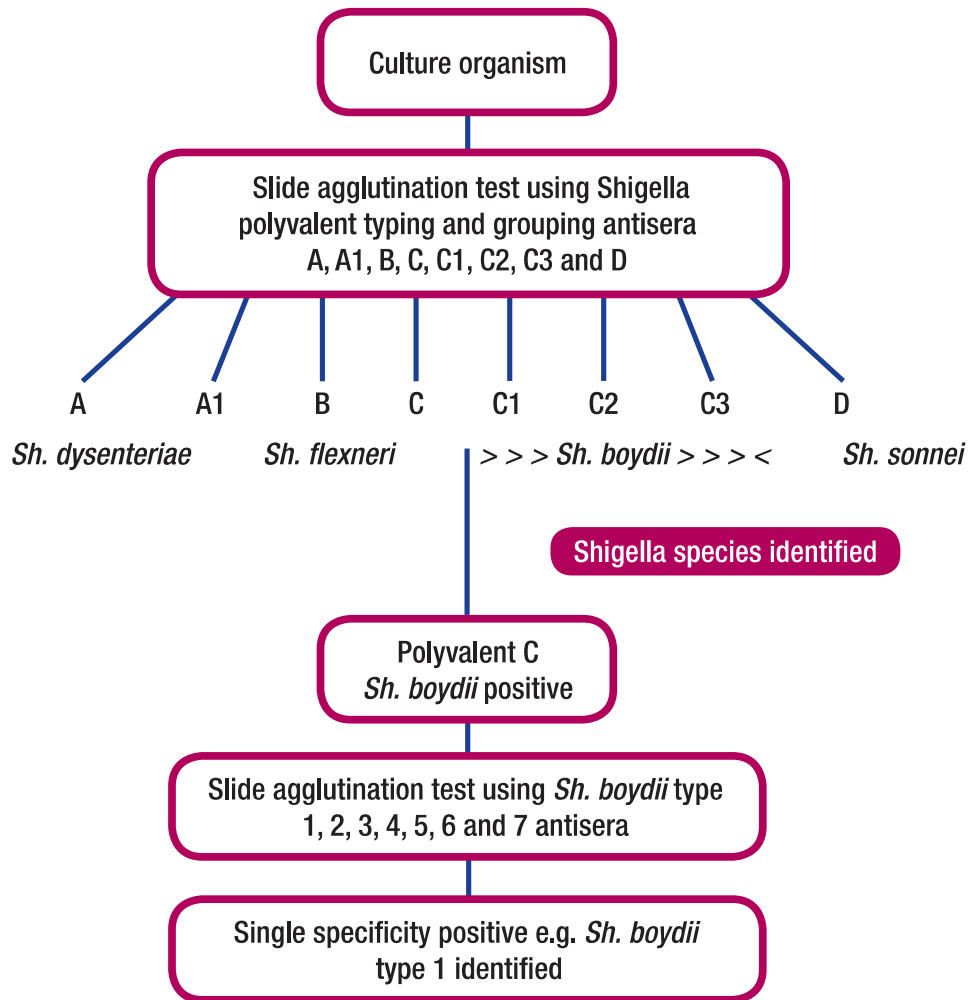 Culture organism
Slide agglutination test using Shigella
polyvalent typing and grouping antisera
A, A1, B, C, C1, C2, C3 and D
A A1 B C C1 C2 C3 D
Sh. dysenteriae Sh. flexneri > > > Sh. boydii > > > < Sh. sonnei
Shigella species identified
Polyvalent C
Sh. boydii positive
Slide agglutination test using Sh. boydii type
1, 2, 3, 4, 5, 6 and 7 antisera
Single specificity positive e.g. Sh. boydii
type 1 identified